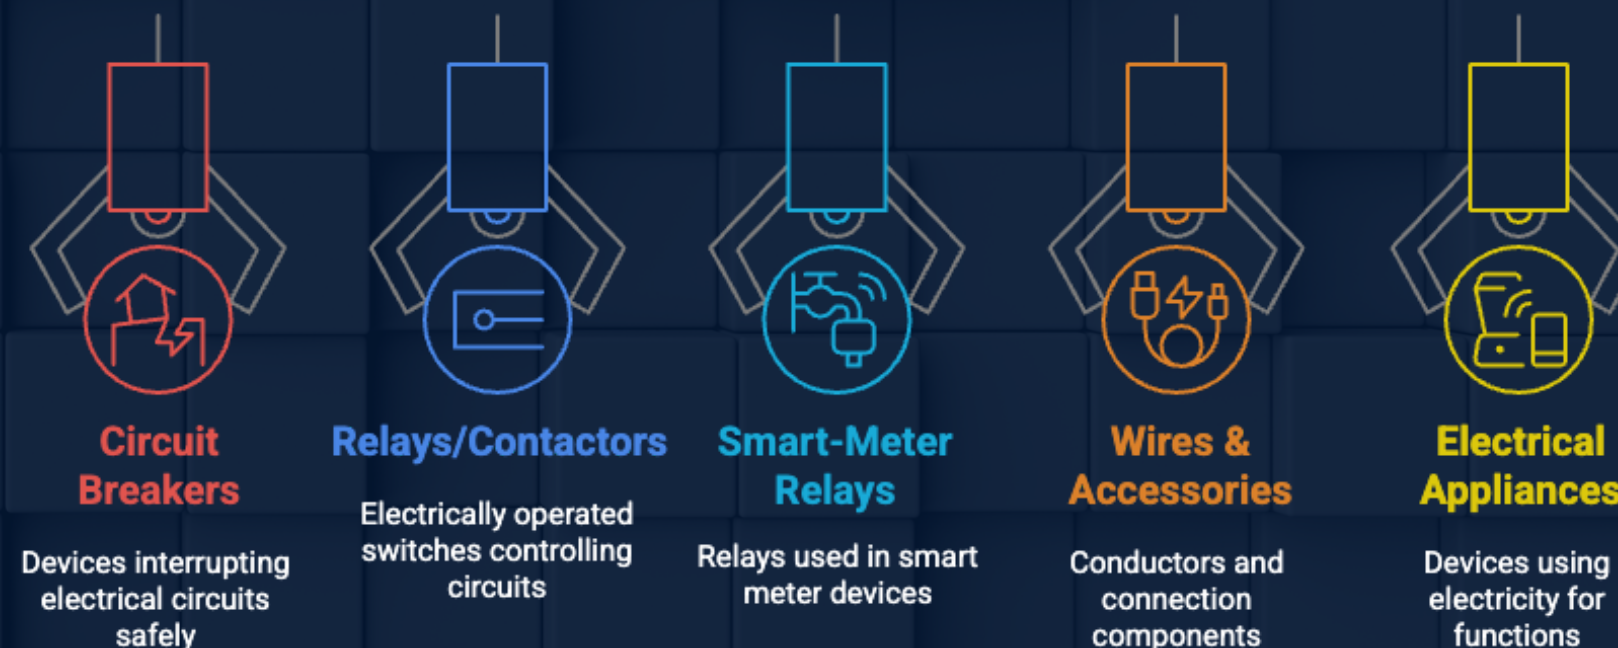 Circuit
Breakers
Devices interrupting
electrical circuits
safely
Relays/Contactors
Electrically operated
switches controlling
circuits
Smart-Meter
Relays
Relays used in smart
meter devices
Wires &
Accessories
Conductors and
connection
components
Electrical
Appliances
Devices using
electricity for
functions